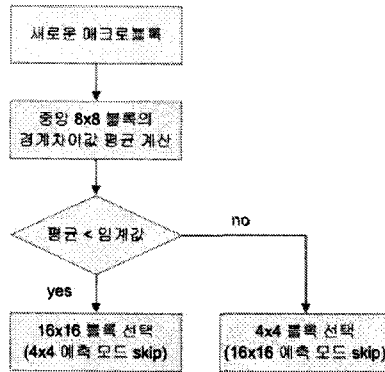 새로운 매크로블록
중앙 8x8 블록의
경계차이값 평균 계산
평균 < 임계값
no
yes
16x16 블록 선택
(4x4 예측 모드 skip)
4x4 블록 선택
(16x16 예측 모드 skip)